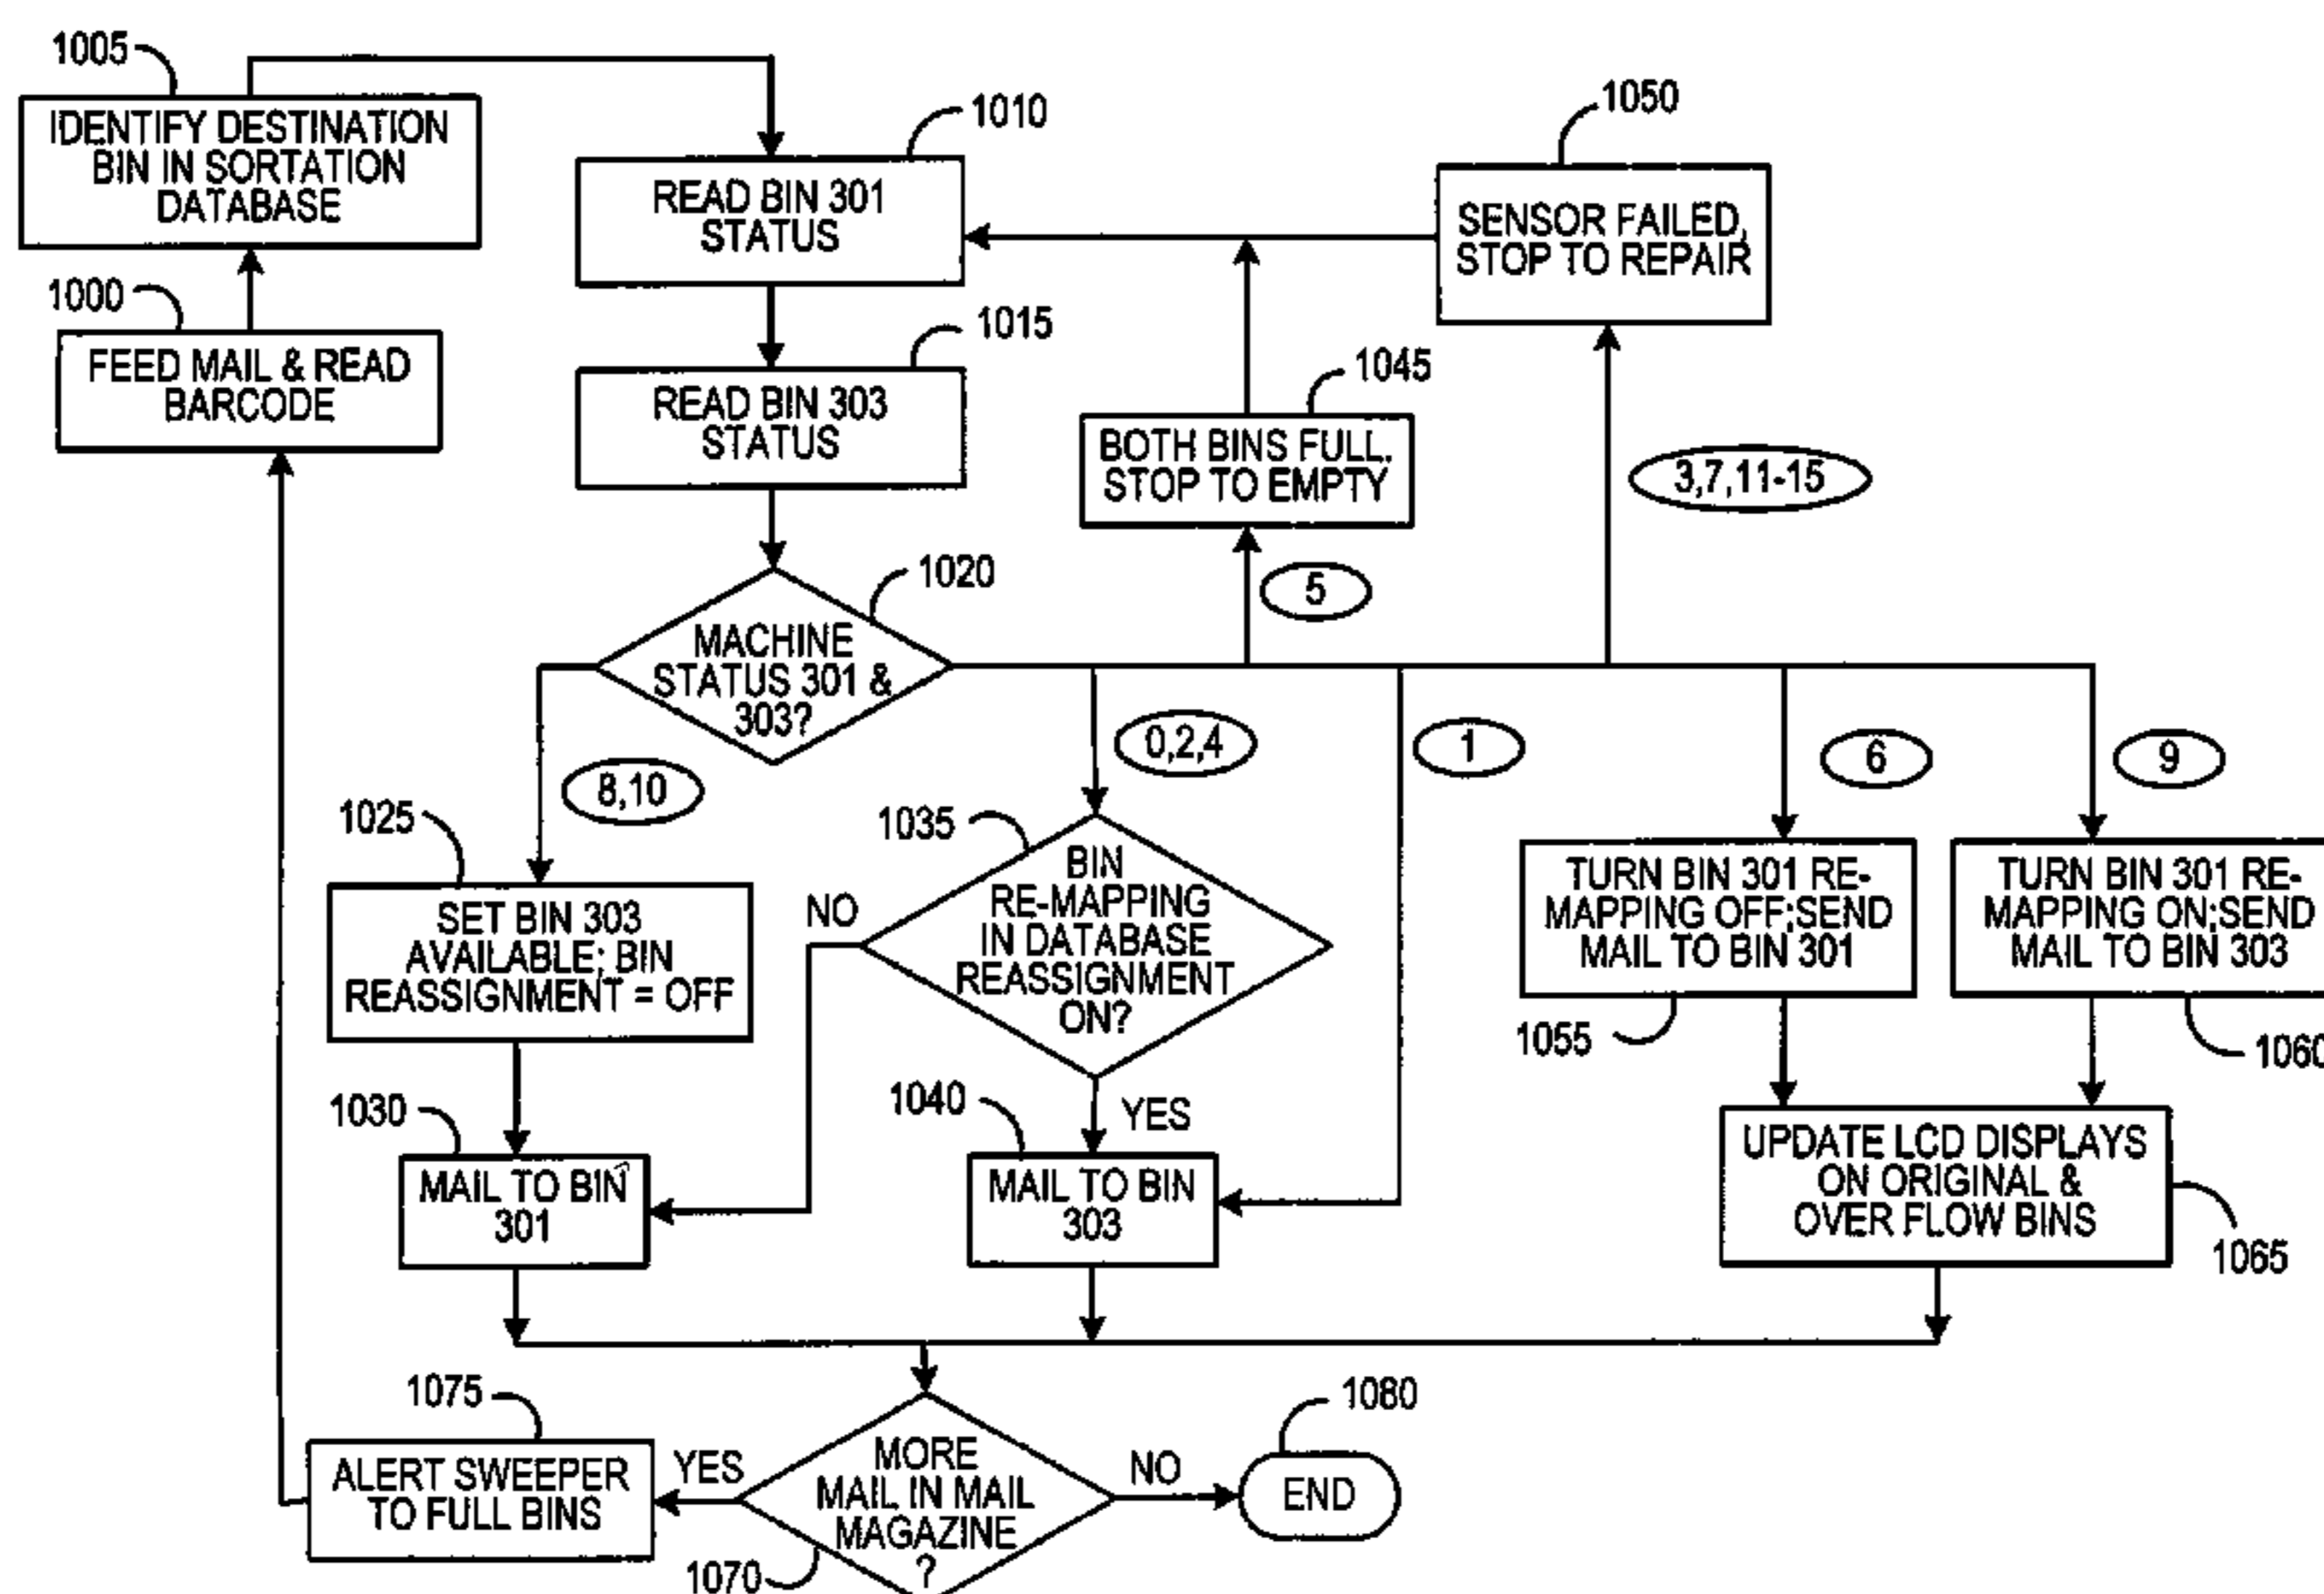 1005
IDENTIFY DESTINATION
BIN IN SORTATION
DATABASE
1000
FEED MAIL & READ
BARCODE
1010
READ BIN 301
STATUS
1015
READ BIN 303
STATUS
1050
SENSOR FAILED,
STOP TO REPAIR
1045
BOTH BINS FULL,
STOP TO EMPTY
3,7,11-15
5
1020
MACHINE
STATUS 301 &
303?
8,10
0,2,4
1
6
9
1025
SET BIN 303
AVAILABLE; BIN
REASSIGNMENT = OFF
1035
BIN
RE-MAPPING
IN DATABASE
REASSIGNMENT
ON?
NO
YES
TURN BIN 301 RE-
MAPPING OFF;SEND
MAIL TO BIN 301
1055
TURN BIN 301 RE-
MAPPING ON;SEND
MAIL TO BIN 303
1060
1030
MAIL TO BIN
301
1040
MAIL TO BIN
303
UPDATE LCD DISPLAYS
ON ORIGINAL &
OVER FLOW BINS
1065
1075
ALERT SWEEPER
TO FULL BINS
YES
MORE
MAIL IN MAIL
MAGAZINE
?
1070
NO
1080
END